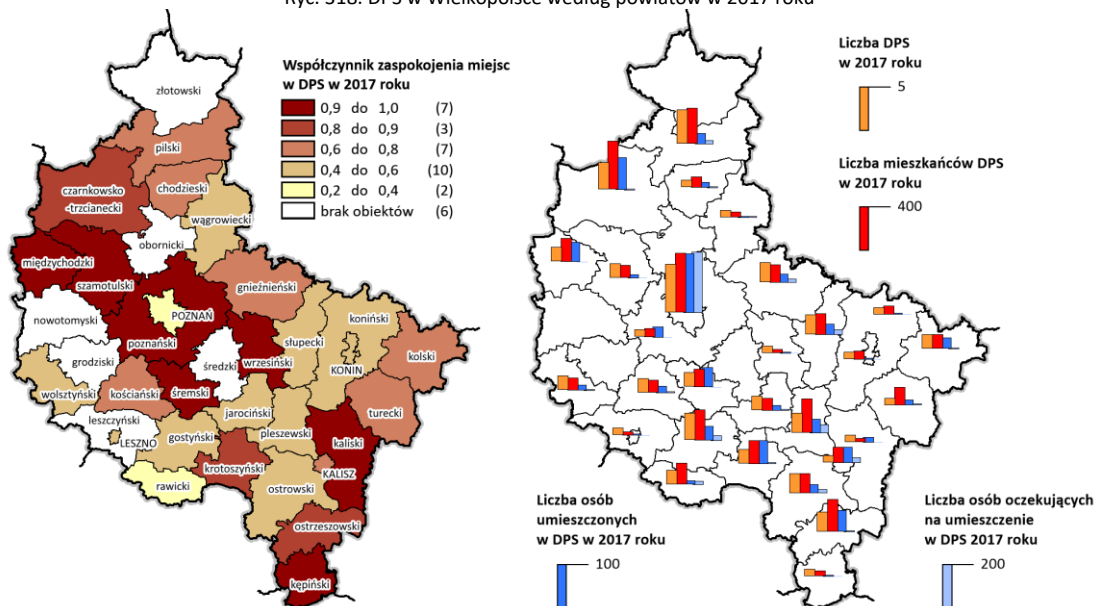 Ryc. 318. DPS w Wielkopolsce według powiatów w 2017 roku
Współczynnik zaspokojenia miejsc
w DPS w 2017 roku
0,9 do 1,0 (7)
0,8 do 0,9 (3)
0,6 do 0,8 (7)
0,4 do 0,6 (10)
0,2 do 0,4 (2)
brak obiektów (6)
złotowski
pilski
chodzieski
czarnkowsko
-trzcianecki
wągrowiecki
obornicki
międzychodzki
szamotulski
gnieźnieński
nowotomyski
POZNAŃ
poznański
koniński
słupecki
kolski
grodziski
średzki
wrzesiński
KONIN
wolsztyński
kościański
śremski
jarociński
turecki
leszczyński
LESZNO
gostyński
pleszewski
kaliski
krotoszyński
KALISZ
rawicki
ostrowski
ostrzeszowski
kępiński
Liczba DPS
w 2017 roku
5
Liczba mieszkańców DPS
w 2017 roku
400
Liczba osób
umieszczonych
w DPS w 2017 roku
100
Liczba osób oczekujących
na umieszczenie
w DPS 2017 roku
200